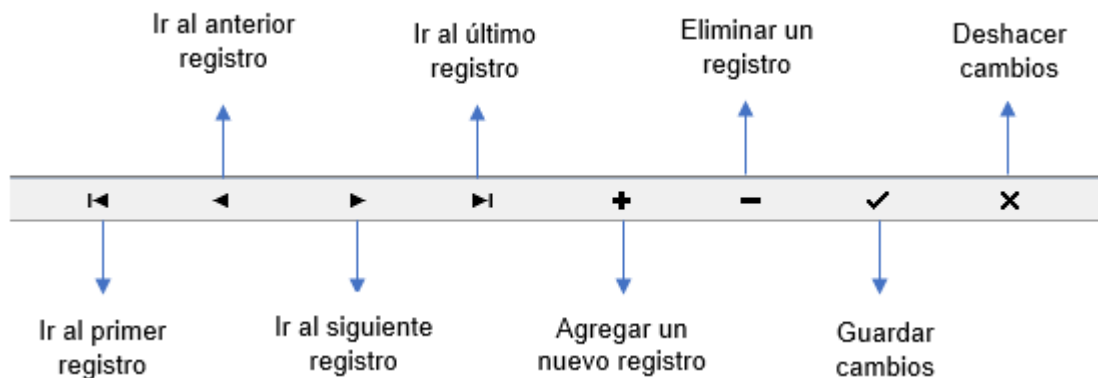 Ir al anterior
registro
Ir al último
registro
Eliminar un
registro
Deshacer
cambios
Ir al primer
registro
Ir al siguiente
registro
Agregar un
nuevo registro
Guardar
cambios